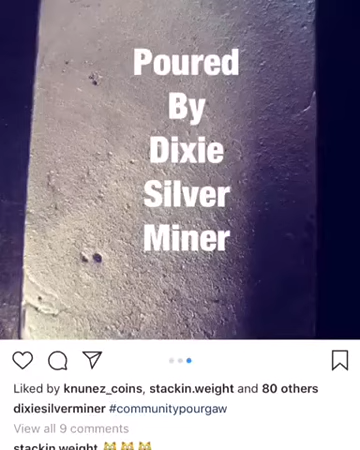 Poured
By
Dixie
Silver
Miner
Liked by knunez_coins, stackin.weight and 80 others
dixiesilverminer #communitypourgaw
View all 9 comments
stackin.weight